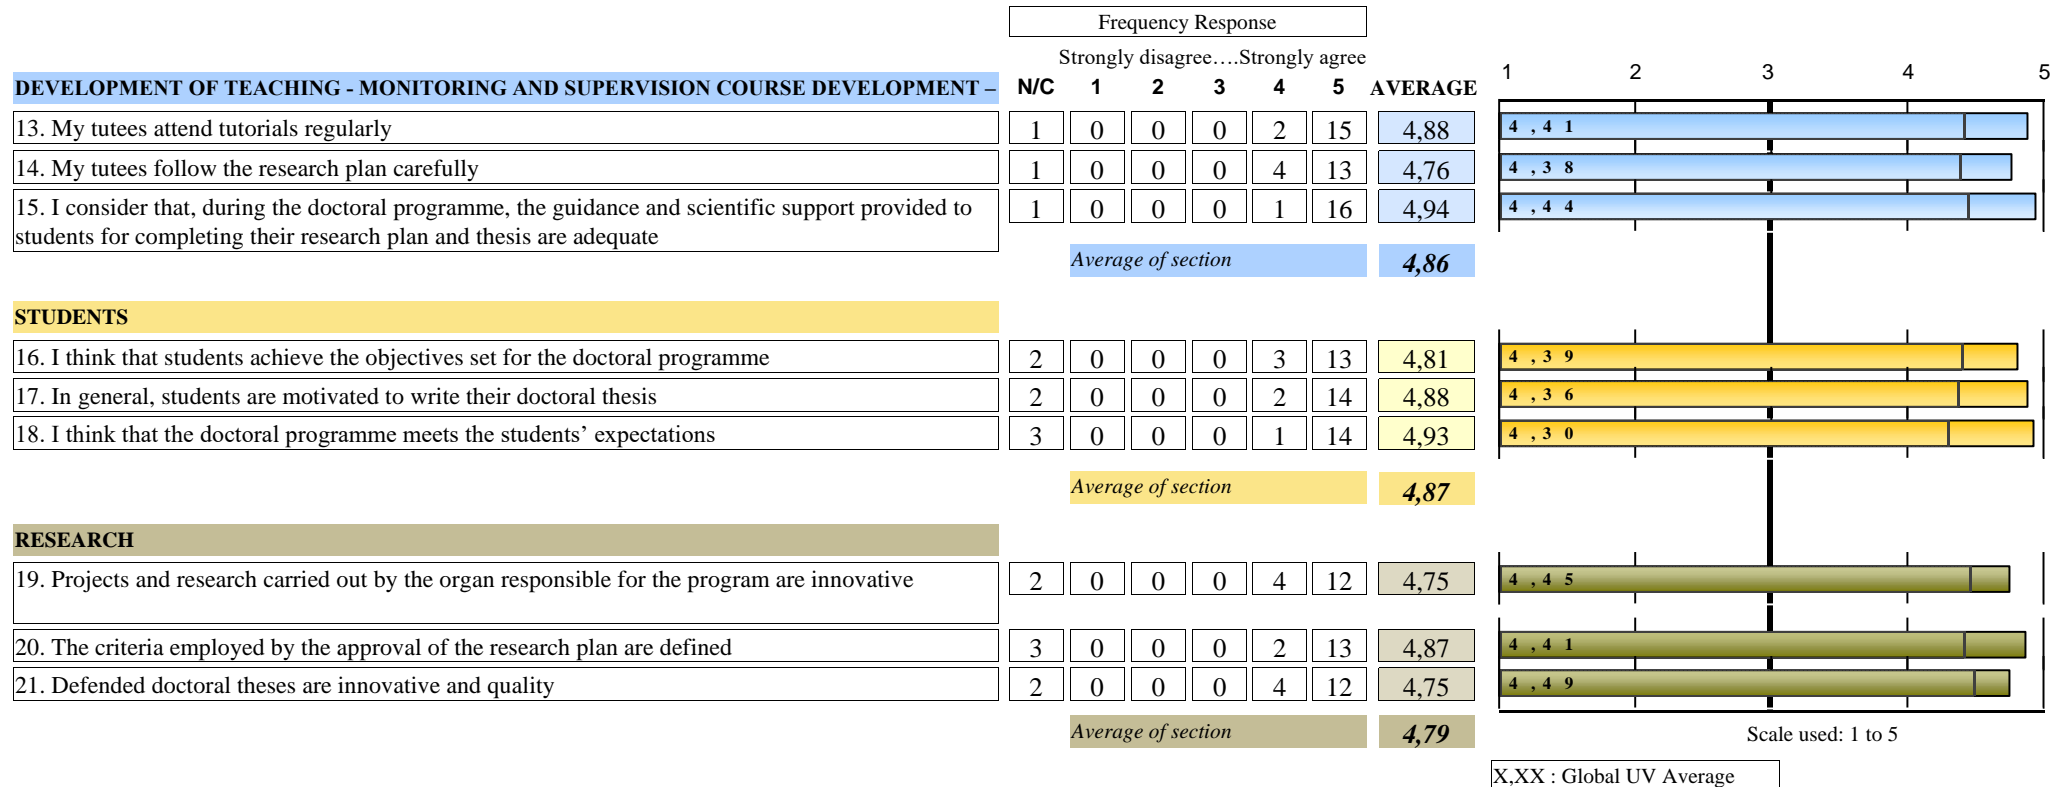 Frequency Response
Strongly disagree….Strongly agree
DEVELOPMENT OF TEACHING - MONITORING AND SUPERVISION COURSE DEVELOPMENT – N/C 1 2 3 4 5 AVERAGE 1 2 3 4 5
13. My tutees attend tutorials regularly 1 0 0 0 2 15 4,88 4,41
14. My tutees follow the research plan carefully 1 0 0 0 4 13 4,76 4,38
15. I consider that, during the doctoral programme, the guidance and scientific support provided to 1 0 0 0 1 16 4,94 4,44
students for completing their research plan and thesis are adequate
Average of section 4,86
STUDENTS
16. I think that students achieve the objectives set for the doctoral programme 2 0 0 0 3 13 4,81 4,39
17. In general, students are motivated to write their doctoral thesis 2 0 0 0 2 14 4,88 4,36
18. I think that the doctoral programme meets the students’ expectations 3 0 0 0 1 14 4,93 4,30
Average of section 4,87
RESEARCH
19. Projects and research carried out by the organ responsible for the program are innovative 2 0 0 0 4 12 4,75 4,45
20. The criteria employed by the approval of the research plan are defined 3 0 0 0 2 13 4,87 4,41
21. Defended doctoral theses are innovative and quality 2 0 0 0 4 12 4,75 4,49
Average of section 4,79
Scale used: 1 to 5
X,XX : Global UV Average